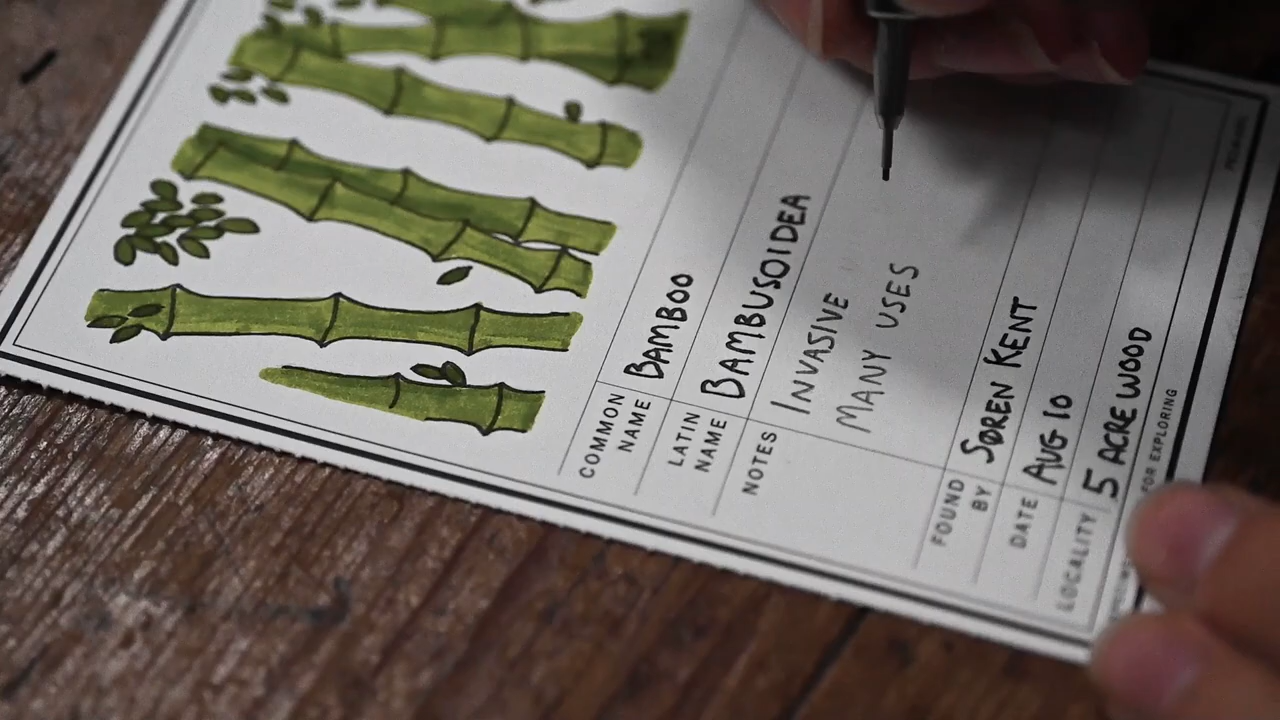 COMMON NAME BAMBOO
LATIN NAME BAMBUSOIDEA
NOTES INVASIVE
MANY USES
FOUND BY SØREN KENT
DATE AUG 10
LOCALITY 5 ACRE WOOD
FOR EXPLORING